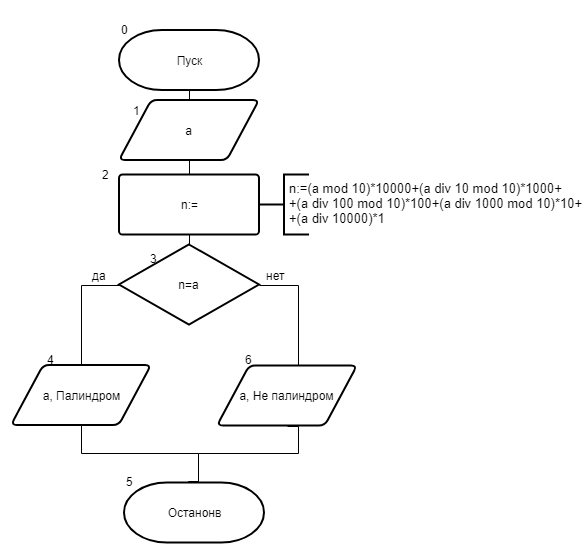 0
Пуск
1
a
2
n:=
n:=(a mod 10)*10000+(a div 10 mod 10)*1000+
+(a div 100 mod 10)*100+(a div 1000 mod 10)*10+
+(a div 10000)*1
3
да
n=a
нет
4
а, Палиндром
6
а, Не палиндром
5
Останонв